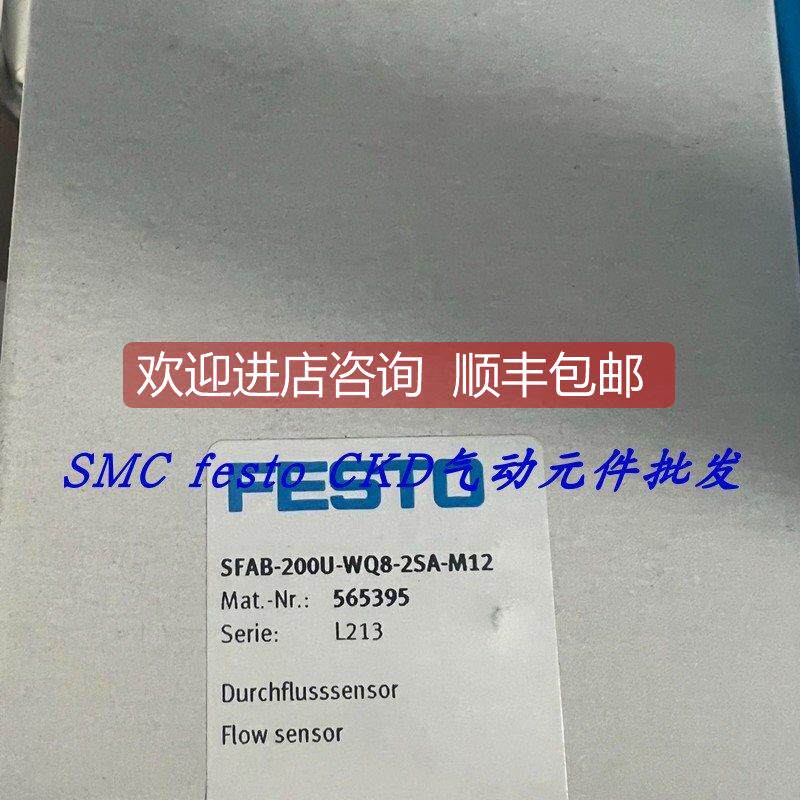 欢迎进店咨询 顺丰包邮
SMC festo CKD气动元件批发
FESTO
SFAB-200U-WQ8-2SA-M12
Mat.-Nr.: 565395
Serie: L213
Durchflusssensor
Flow sensor